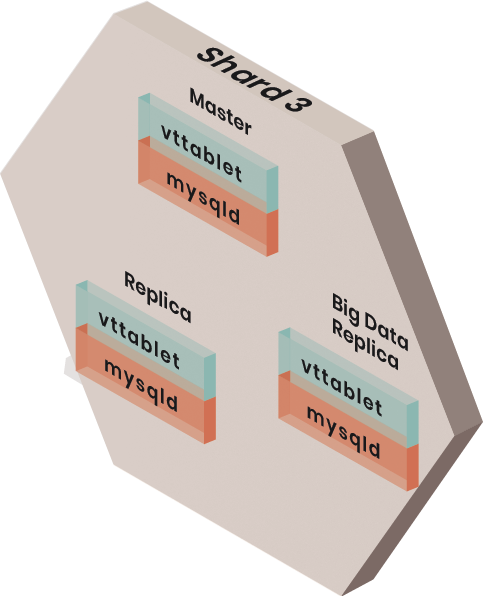 Shard 3
Master
vttablet
mysqld
Replica
vttablet
mysqld
Big Data
Replica
vttablet
mysqld